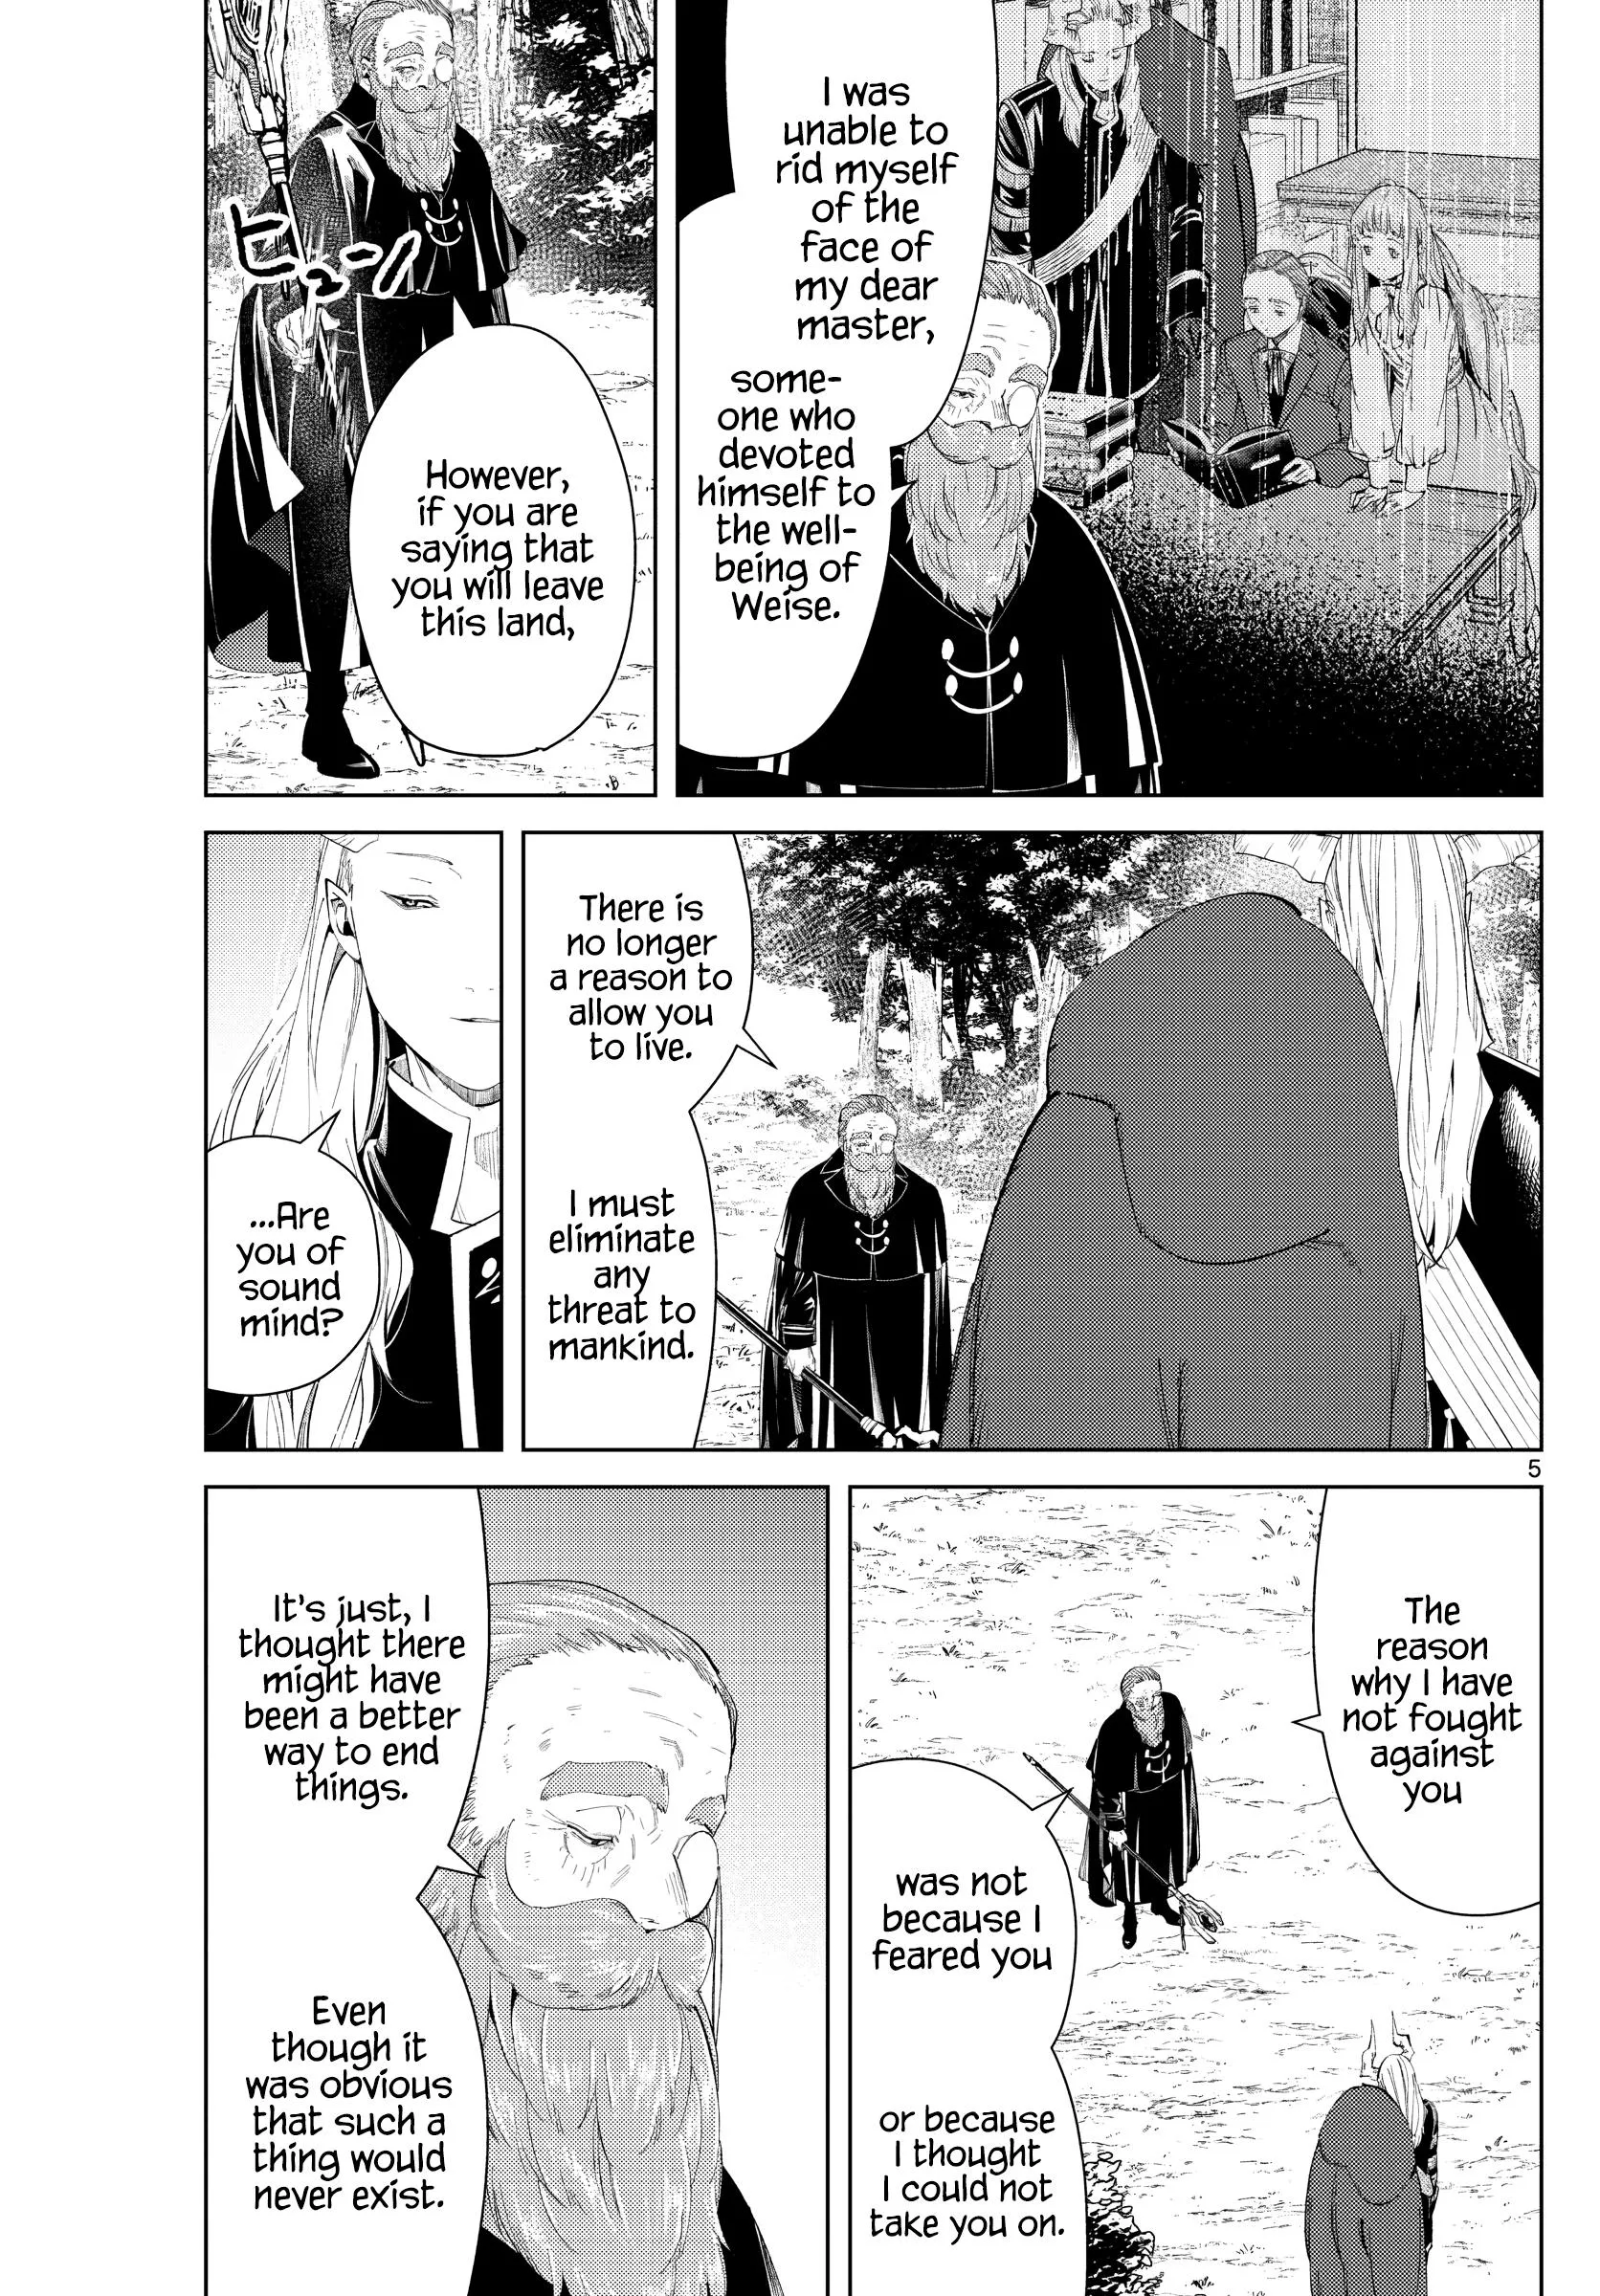 I was
unable to
rid myself
of the
face of
my dear
master,
some-
one who
devoted
himself to
the well-
being of
Weise.
ヒュンッ
However,
if you are
saying that
you will leave
this land,
There is
no longer
a reason to
allow you
to live.
I must
eliminate
any
threat to
mankind.
...Are
you of
sound
mind?
5
The
reason
why I have
not fought
against
you
was not
because I
feared you
or because
I thought
I could not
take you on.
It's just, I
thought there
might have
been a better
way to end
things.
Even
though it
was obvious
that such a
thing would
never exist.